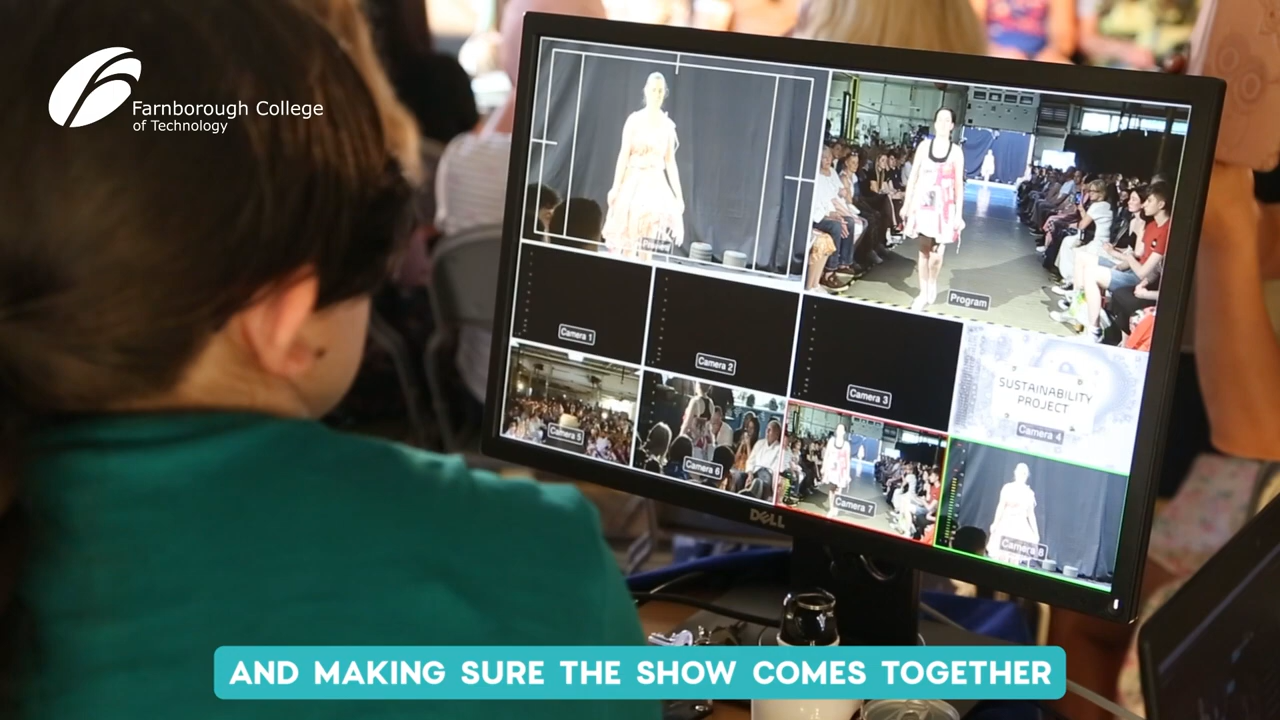 Farnborough College
of Technology
Preview
Program
Camera 1
Camera 2
Camera 3
SUSTAINABILITY
PROJECT
Camera 4
Camera 5
Camera 6
Camera 7
Camera 8
DELL
AND MAKING SURE THE SHOW COMES TOGETHER